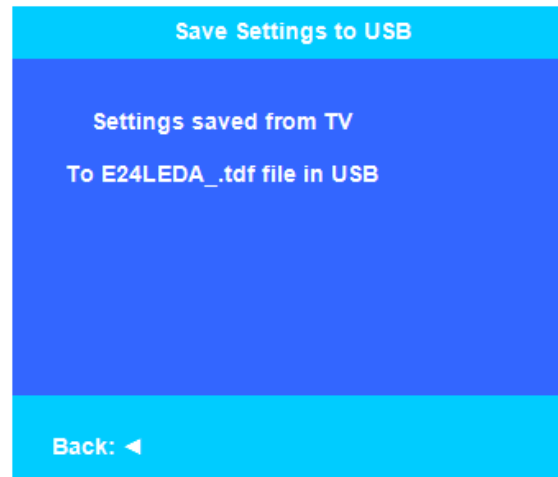 Save Settings to USB
Settings saved from TV
To E24LEDA_.tdf file in USB
Back: ◄